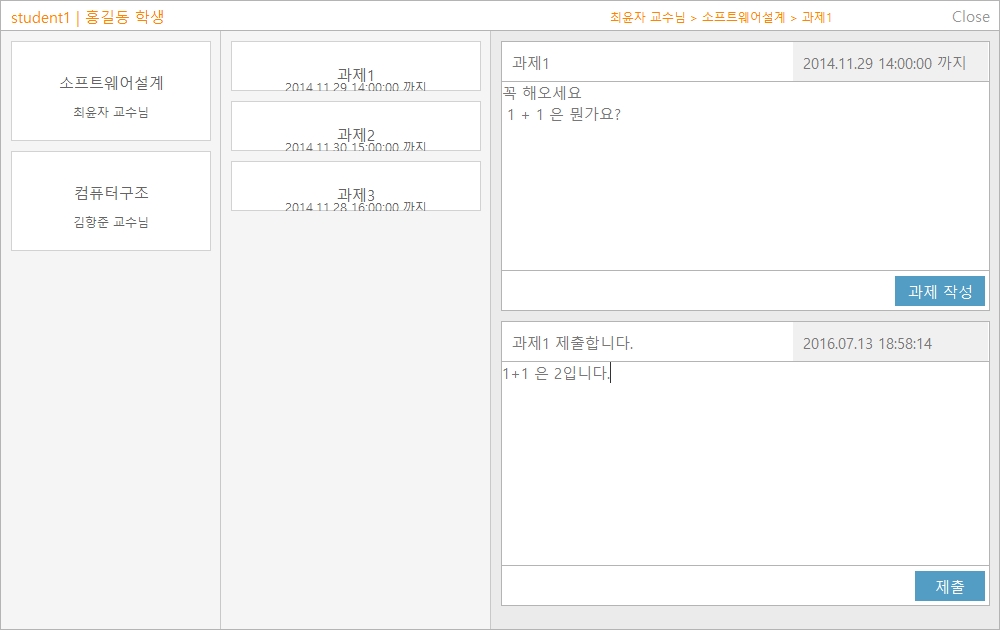 student1 | 홍길동 학생
최윤자 교수님 > 소프트웨어설계 > 과제1
Close
소프트웨어설계
최윤자 교수님
컴퓨터구조
김항준 교수님
과제1
2014.11.29 14:00:00 까지
과제2
2014.11.30 15:00:00 까지
과제3
2014.11.28 16:00:00 까지
과제1
2014.11.29 14:00:00 까지
꼭 해오세요
1 + 1 은 뭔가요?
과제 작성
과제1 제출합니다.
2016.07.13 18:58:14
1+1 은 2입니다.
제출